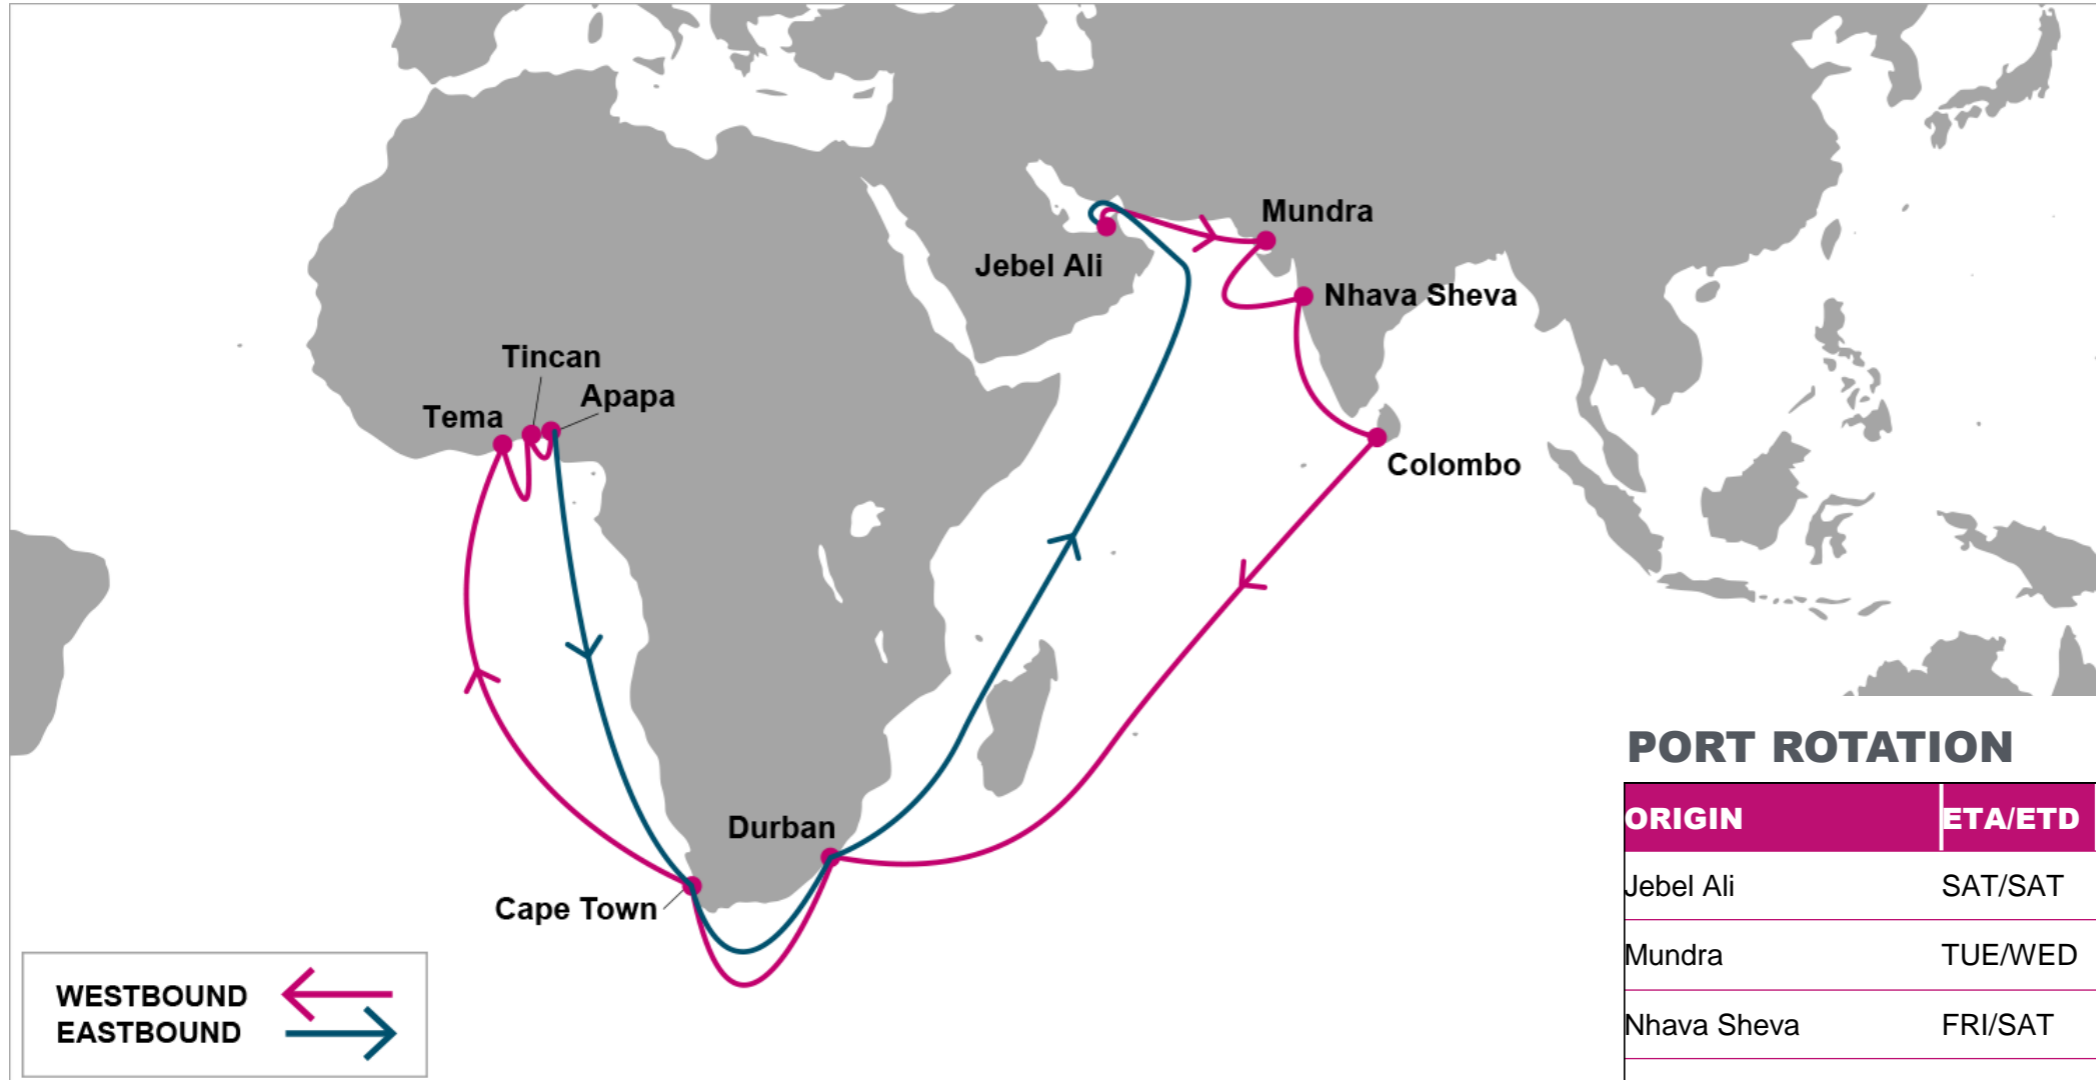 Mundra
Jebel Ali
Nhava Sheva
Tincan
Apapa
Tema
Colombo
Durban
Cape Town
WESTBOUND
EASTBOUND
PORT ROTATION
ORIGIN ETA/ETD
Jebel Ali SAT/SAT
Mundra TUE/WED
Nhava Sheva FRI/SAT